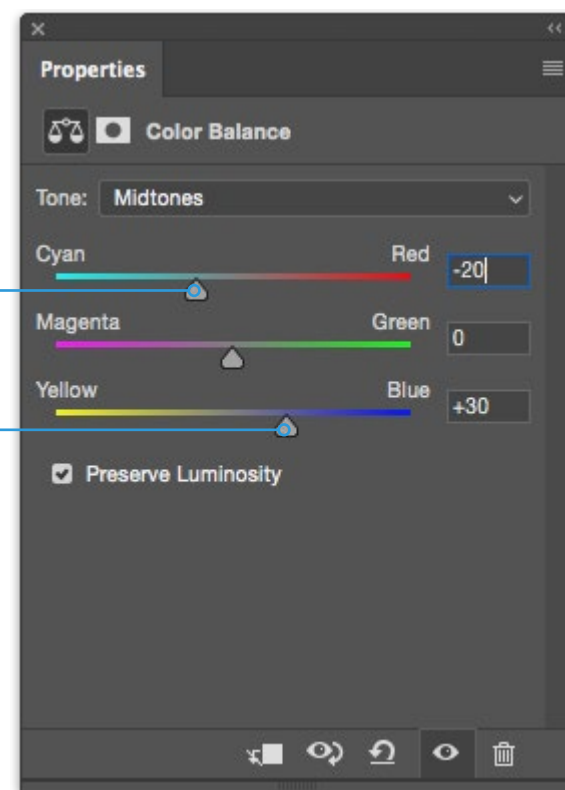 Properties
Color Balance
Tone: Midtones
Cyan Red -20
Magenta Green 0
Yellow Blue +30
Preserve Luminosity